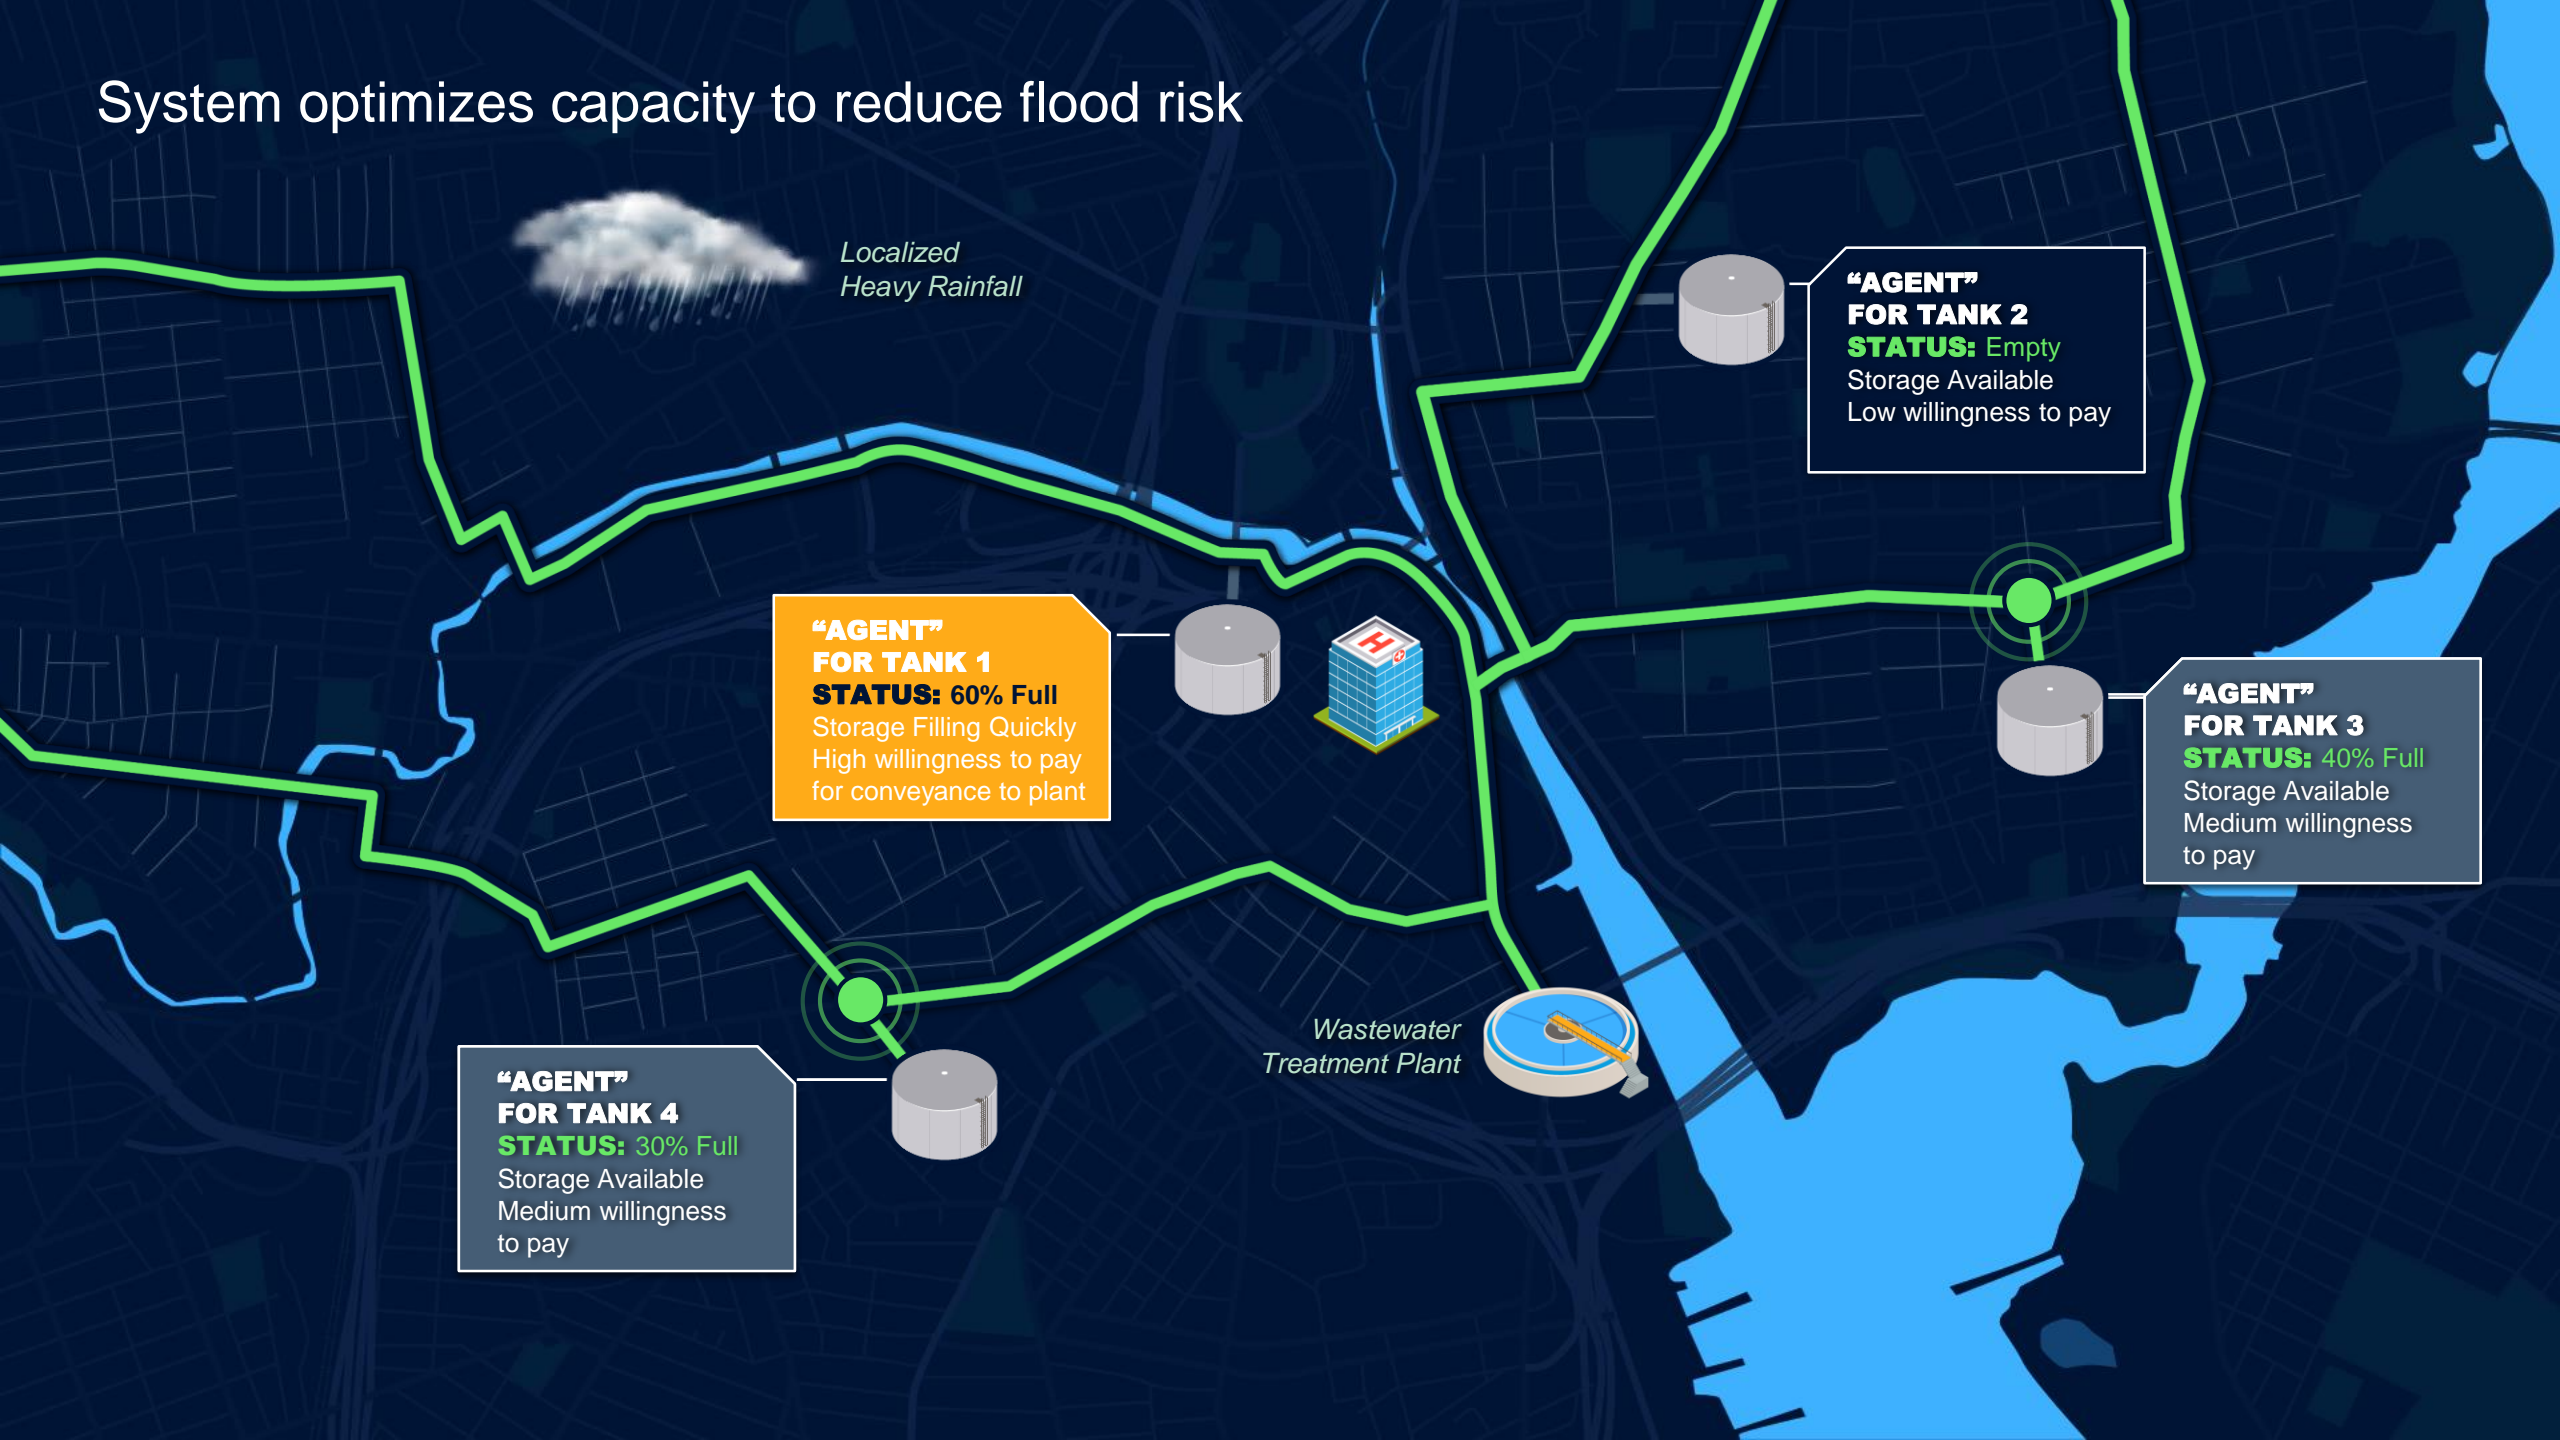 System optimizes capacity to reduce flood risk
Localized
Heavy Rainfall
“AGENT”
FOR TANK 2
STATUS: Empty
Storage Available
Low willingness to pay
“AGENT”
FOR TANK 1
STATUS: 60% Full
Storage Filling Quickly
High willingness to pay
for conveyance to plant
H
“AGENT”
FOR TANK 3
STATUS: 40% Full
Storage Available
Medium willingness
to pay
Wastewater
Treatment Plant
“AGENT”
FOR TANK 4
STATUS: 30% Full
Storage Available
Medium willingness
to pay